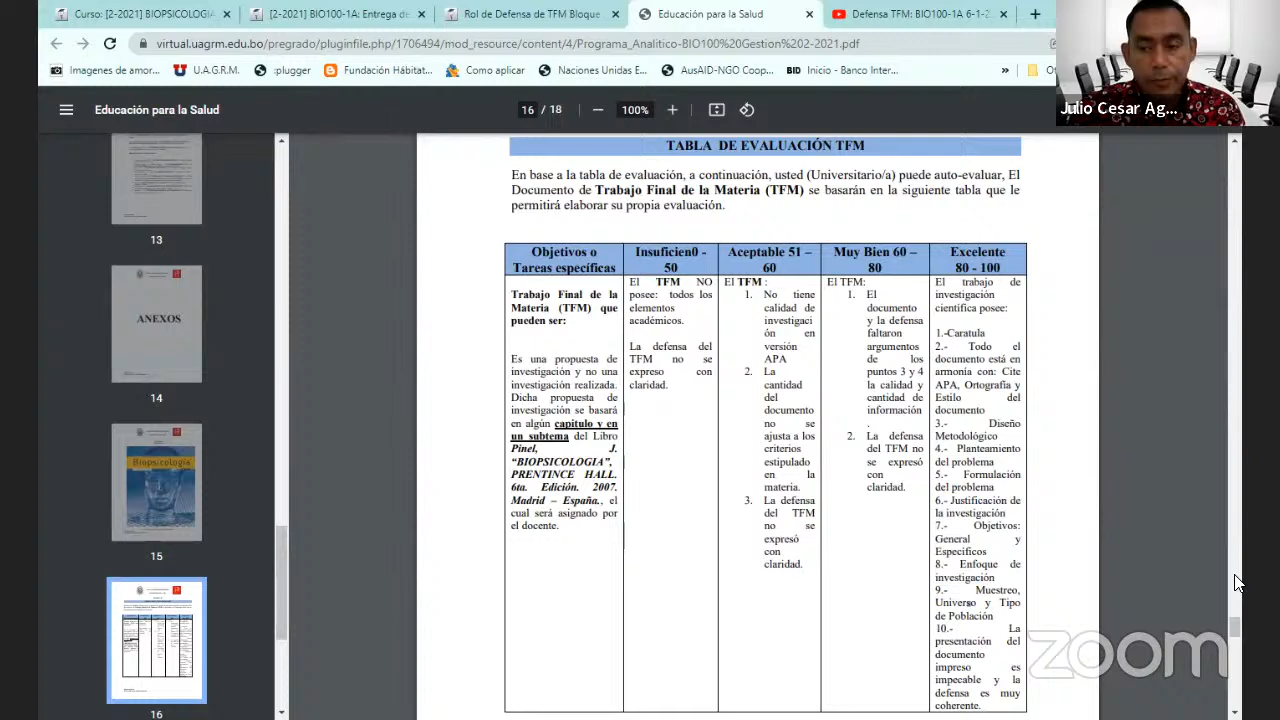 Curso: [2-2021] BIOPSICOLOGIA
[2-2021] BIO100-1A: Entrega de
Rol de Defensa de TFM Bloque
Educación para la Salud
Defensa TFM: BIO100-1A 6-1-2
virtual.uagrm.edu.bo/pregrado/pluginfile.php/1706494/mod_resource/content/4/Programa_Analitico-BIO100%20Gestion%202-2021.pdf
Imagenes de amor...
U.A.G.R.M.
:plugger
Fundación Hábitat...
Como aplicar
Naciones Unidas E...
AusAID-NGO Coop...
BID Inicio - Banco Inter...
»
Julio Cesar Ag...
Educación para la Salud
16 / 18
100%
13
ANEXOS
14
Biopsicología
15
16
TABLA DE EVALUACIÓN TFM
En base a la tabla de evaluación, a continuación, usted (Universitario/a) puede auto-evaluar, El
Documento de Trabajo Final de la Materia (TFM) se basarán en la siguiente tabla que le
permitirá elaborar su propia evaluación.
Objetivos o
Tareas específicas
Insuficien0 -
50
Aceptable 51 –
60
Muy Bien 60 –
80
Excelente
80 - 100
Trabajo Final de la
Materia (TFM) que
pueden ser:
Es una propuesta de
investigación y no una
investigación realizada.
Dicha propuesta de
investigación se basará
en algún capítulo y en
un subtema del Libro
Pinel, J.
“BIOPSICOLOGIA”,
PRENTINCE HALL.
6ta. Edición. 2007.
Madrid – España., el
cual será asignado por
el docente.
El TFM NO
posee: todos los
elementos
académicos.
La defensa del
TFM no se
expreso con
claridad.
El TFM :
1. No tiene
calidad de
investigaci
ón en
versión
APA
2. La
cantidad
del
documento
no se
ajusta a los
criterios
estipulado
en la
materia.
3. La defensa
del TFM
no se
expresó
con
claridad.
El TFM:
1. El
documento
y la defensa
faltaron
argumentos
de los
puntos 3 y 4
la calidad y
cantidad de
información
.
2. La defensa
del TFM no
se expresó
con
claridad.
El trabajo de
investigación
científica posee:
1.-Caratula
2.- Todo el
documento está en
armonía con: Cite
APA, Ortografía y
Estilo del
documento
3.- Diseño
Metodológico
4.- Planteamiento
del problema
5.- Formulación
del problema
6.- Justificación de
la investigación
7.- Objetivos:
General y
Específicos
8.- Enfoque de
investigación
9.- Muestreo,
Universo y Tipo
de Población
10.- La
presentación del
documento
impreso es
impecable y la
defensa es muy
coherente.
zoom